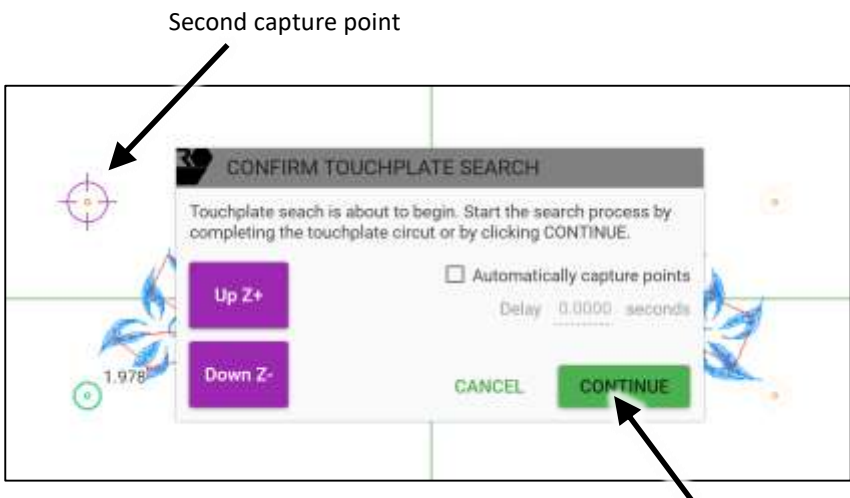 Second capture point
CONFIRM TOUCHPLATE SEARCH
Touchplate seach is about to begin. Start the search process by
completing the touchplate circut or by clicking CONTINUE.
Up Z+
Automatically capture points
Delay 0.0000 seconds
1.978
Down Z-
CANCEL
CONTINUE